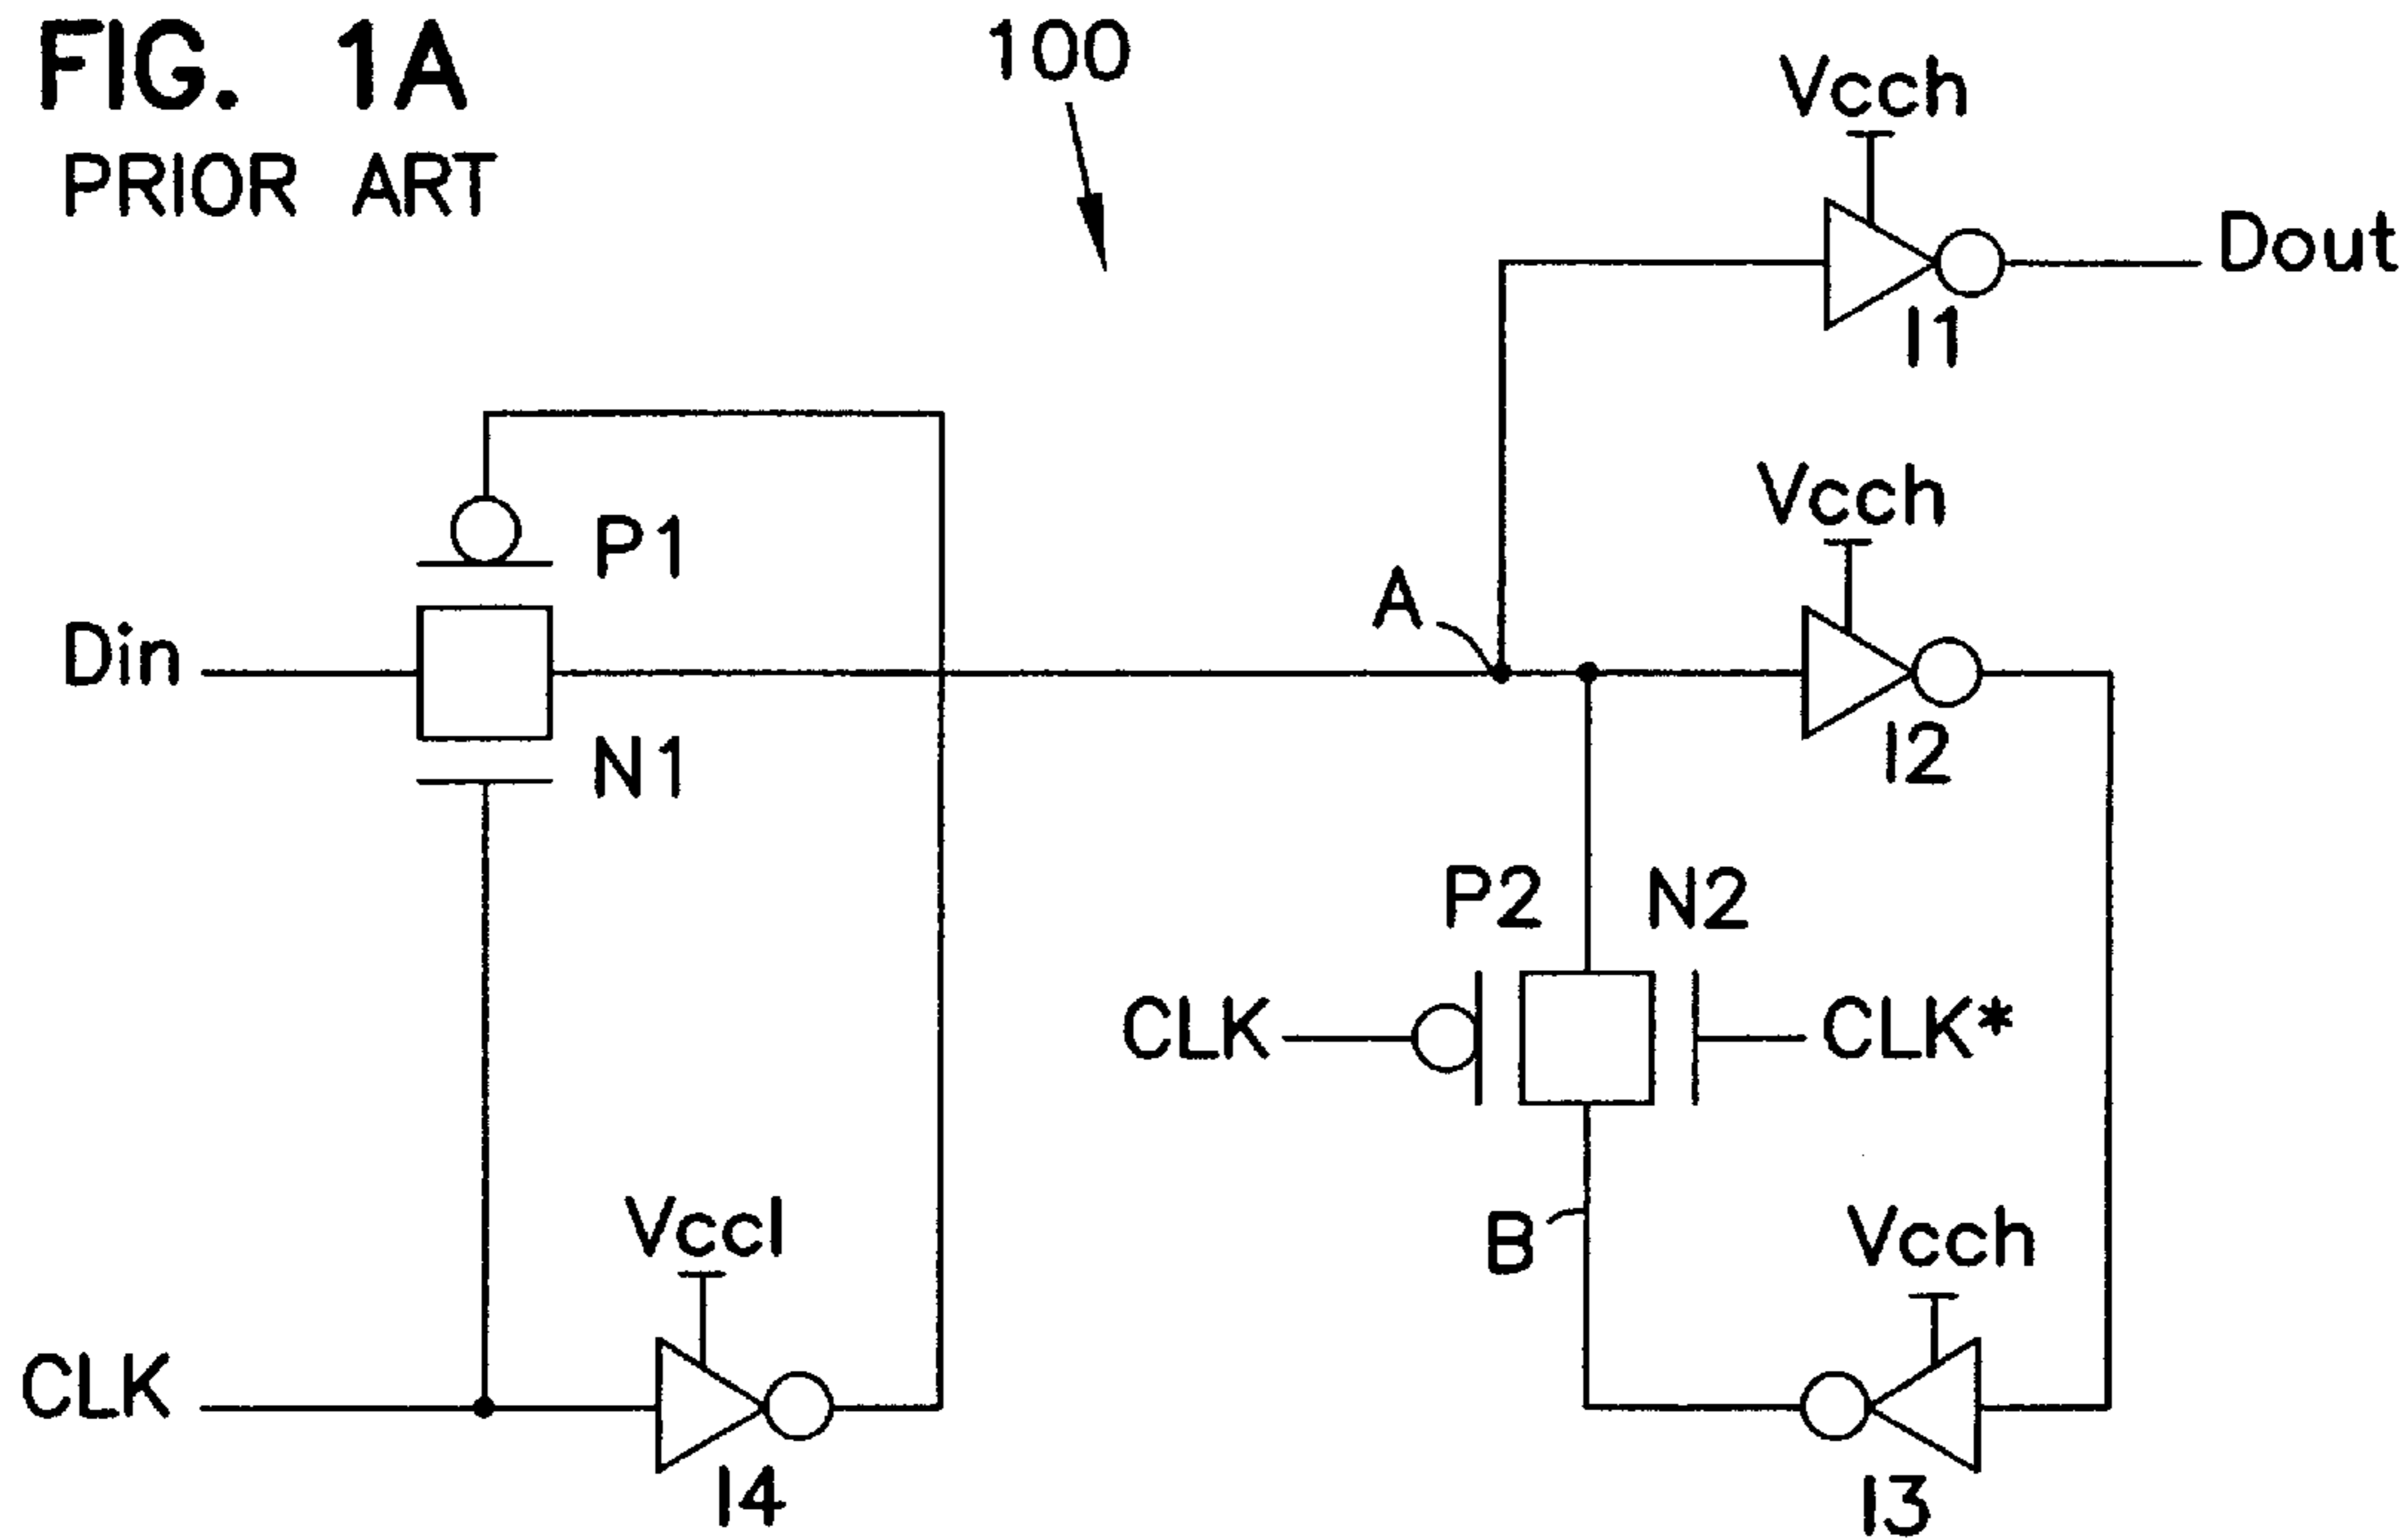 FIG. 1A
PRIOR ART
100
Vcch
Dout
I1
P1
Vcch
A
Din
N1
I2
P2
N2
CLK
CLK*
Vccl
B
Vcch
CLK
I4
I3